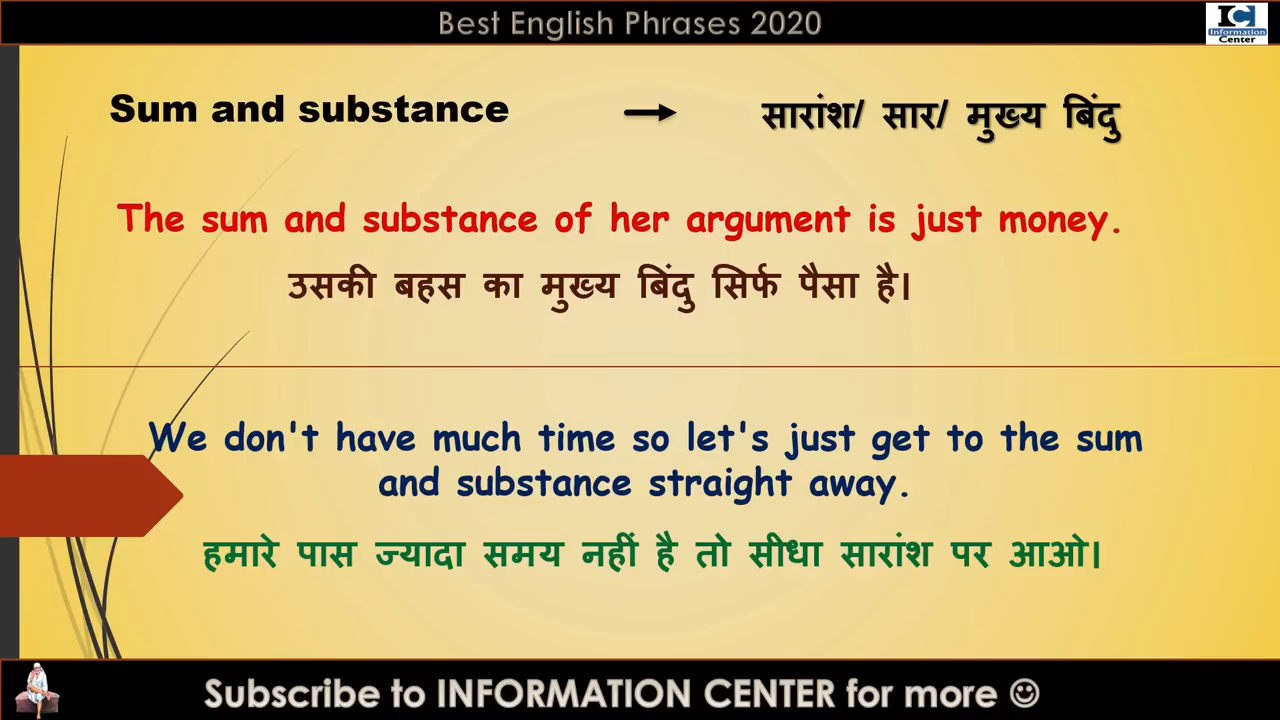 Best English Phrases 2020
IC
Information
Center
Sum and substance → सारांश/ सार/ मुख्य बिंदु
The sum and substance of her argument is just money.
उसकी बहस का मुख्य बिंदु सिर्फ पैसा है।
We don't have much time so let's just get to the sum
and substance straight away.
हमारे पास ज्यादा समय नहीं है तो सीधा सारांश पर आओ।
Subscribe to INFORMATION CENTER for more ☺